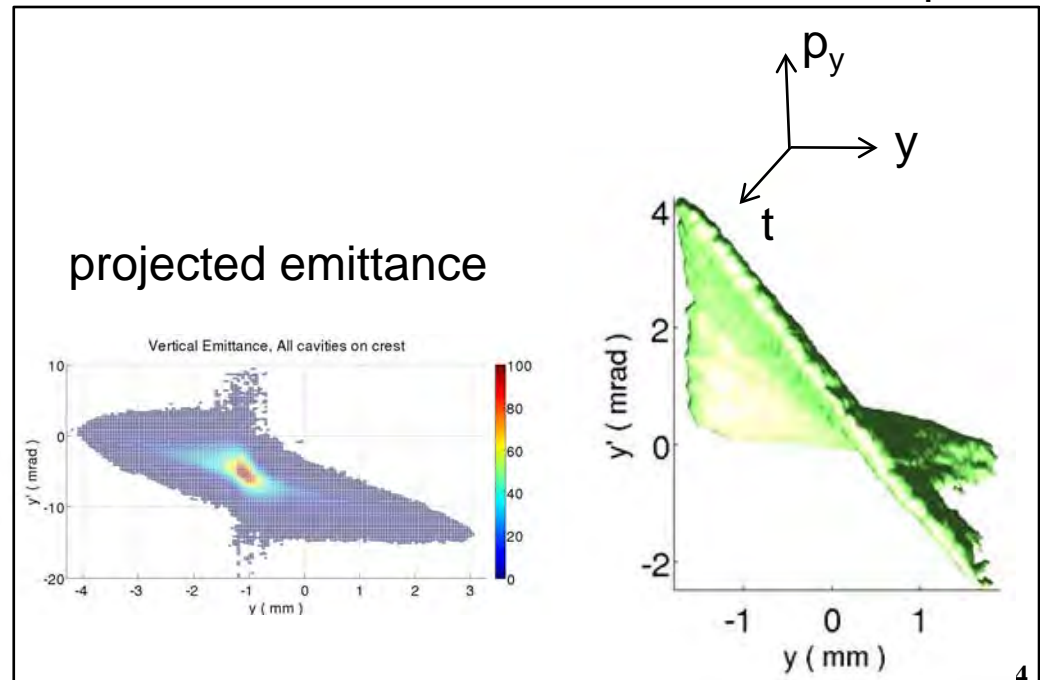 p_y
y
t
projected emittance
Vertical Emittance, All cavities on crest
10
0
-10
-20
y' ( mrad )
-4 -3 -2 -1 0 1 2 3
y ( mm )
100
80
60
40
20
0
4
2
0
-2
y' ( mrad )
-1 0 1
y ( mm )
4